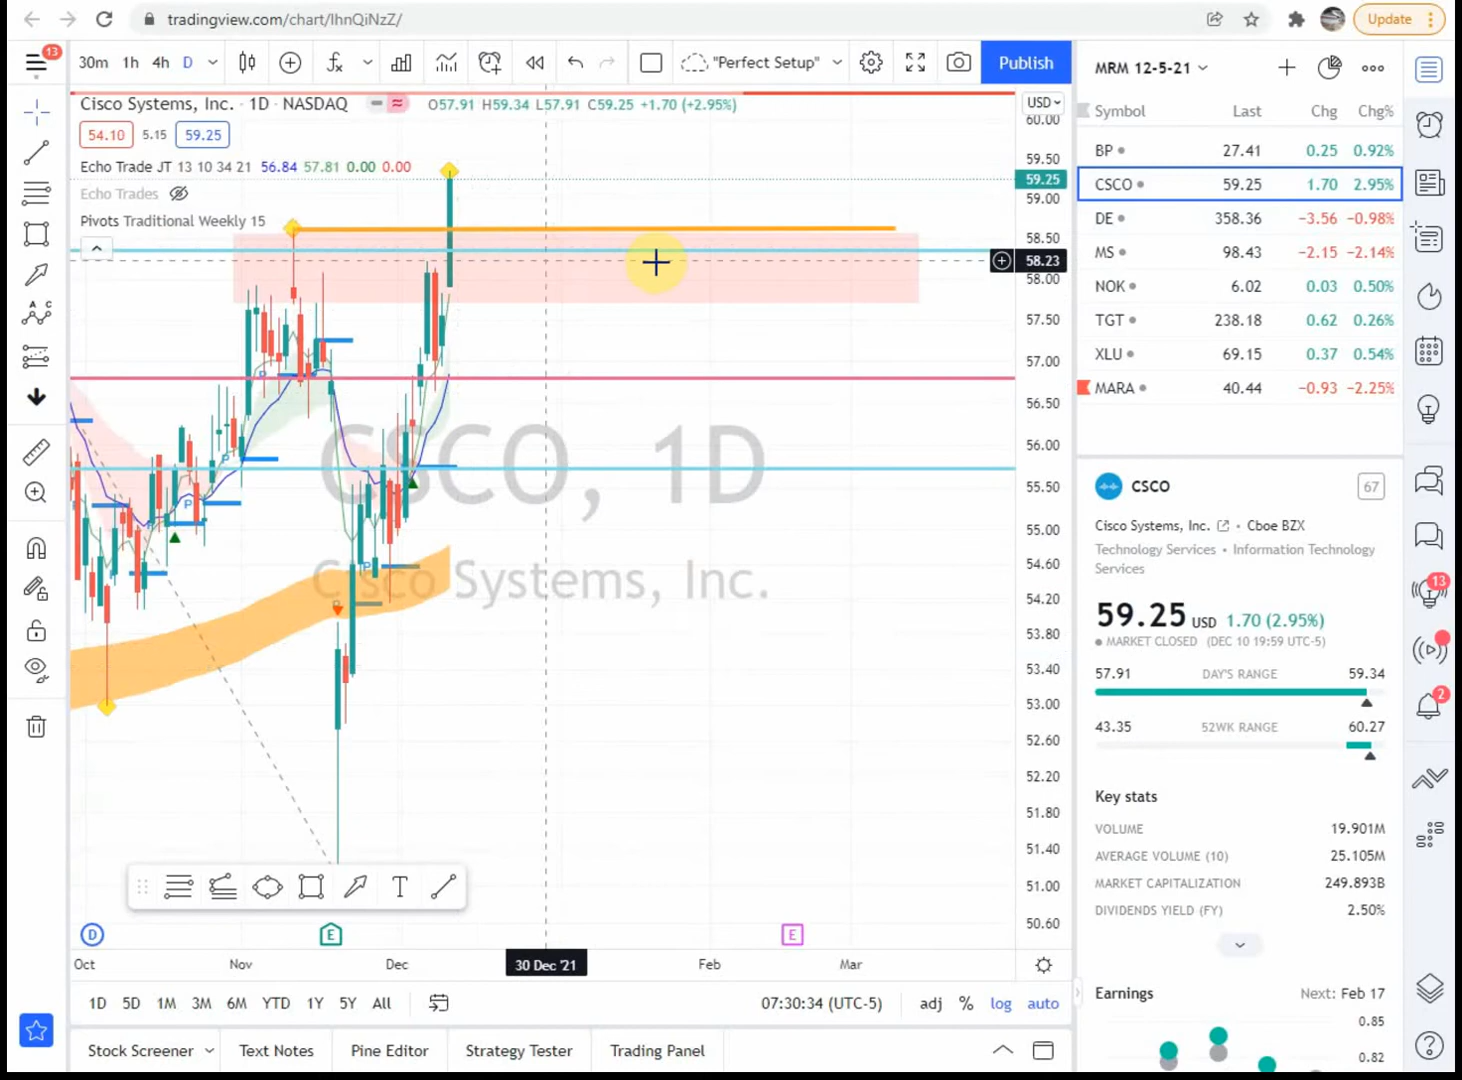 tradingview.com/chart/IhnQiNzZ/
Update
13
30m 1h 4h D
"Perfect Setup"
Publish
MRM 12-5-21
Cisco Systems, Inc. · 1D · NASDAQ O57.91 H59.34 L57.91 C59.25 +1.70 (+2.95%)
USD
54.10 5.15 59.25
Echo Trade JT 13 10 34 21 56.84 57.81 0.00 0.00
Echo Trades
Pivots Traditional Weekly 15
60.00
59.50
59.25
59.00
58.50
58.23
58.00
57.50
57.00
56.50
56.00
55.50
55.00
54.60
54.20
53.80
53.40
53.00
52.60
52.20
51.80
51.40
51.00
50.60
CSCO, 1D
Cisco Systems, Inc.
P
P
P
P
T
D
E
E
Oct Nov Dec 30 Dec '21 Feb Mar
1D 5D 1M 3M 6M YTD 1Y 5Y All
07:30:34 (UTC-5) adj % log auto
Stock Screener Text Notes Pine Editor Strategy Tester Trading Panel
Symbol Last Chg Chg%
BP 27.41 0.25 0.92%
CSCO 59.25 1.70 2.95%
DE 358.36 −3.56 −0.98%
MS 98.43 −2.15 −2.14%
NOK 6.02 0.03 0.50%
TGT 238.18 0.62 0.26%
XLU 69.15 0.37 0.54%
MARA 40.44 −0.93 −2.25%
CSCO 67
Cisco Systems, Inc. · Cboe BZX
Technology Services · Information Technology
Services
59.25 USD 1.70 (2.95%)
MARKET CLOSED (DEC 10 19:59 UTC-5)
57.91 DAY'S RANGE 59.34
43.35 52WK RANGE 60.27
Key stats
VOLUME 19.901M
AVERAGE VOLUME (10) 25.105M
MARKET CAPITALIZATION 249.893B
DIVIDENDS YIELD (FY) 2.50%
Earnings Next: Feb 17
0.85
0.82
13
2